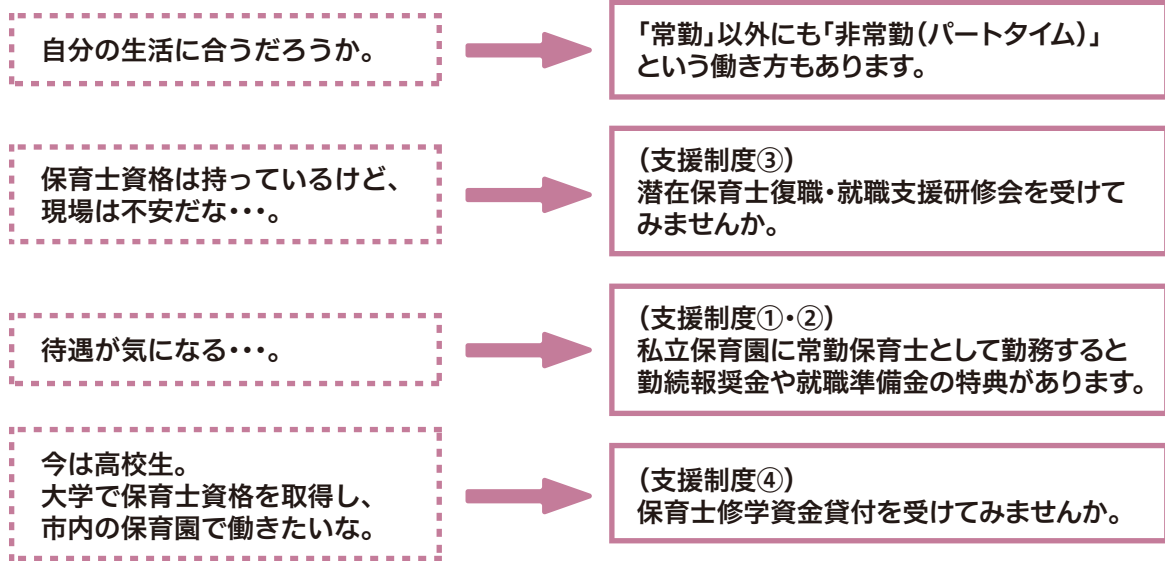 自分の生活に合うだろうか。
「常勤」以外にも「非常勤(パートタイム)」
という働き方もあります。
保育士資格は持っているけど、
現場は不安だな・・・。
(支援制度③)
潜在保育士復職・就職支援研修会を受けて
みませんか。
待遇が気になる・・・。
(支援制度①・②)
私立保育園に常勤保育士として勤務すると
勤続報奨金や就職準備金の特典があります。
今は高校生。
大学で保育士資格を取得し、
市内の保育園で働きたいな。
(支援制度④)
保育士修学資金貸付を受けてみませんか。